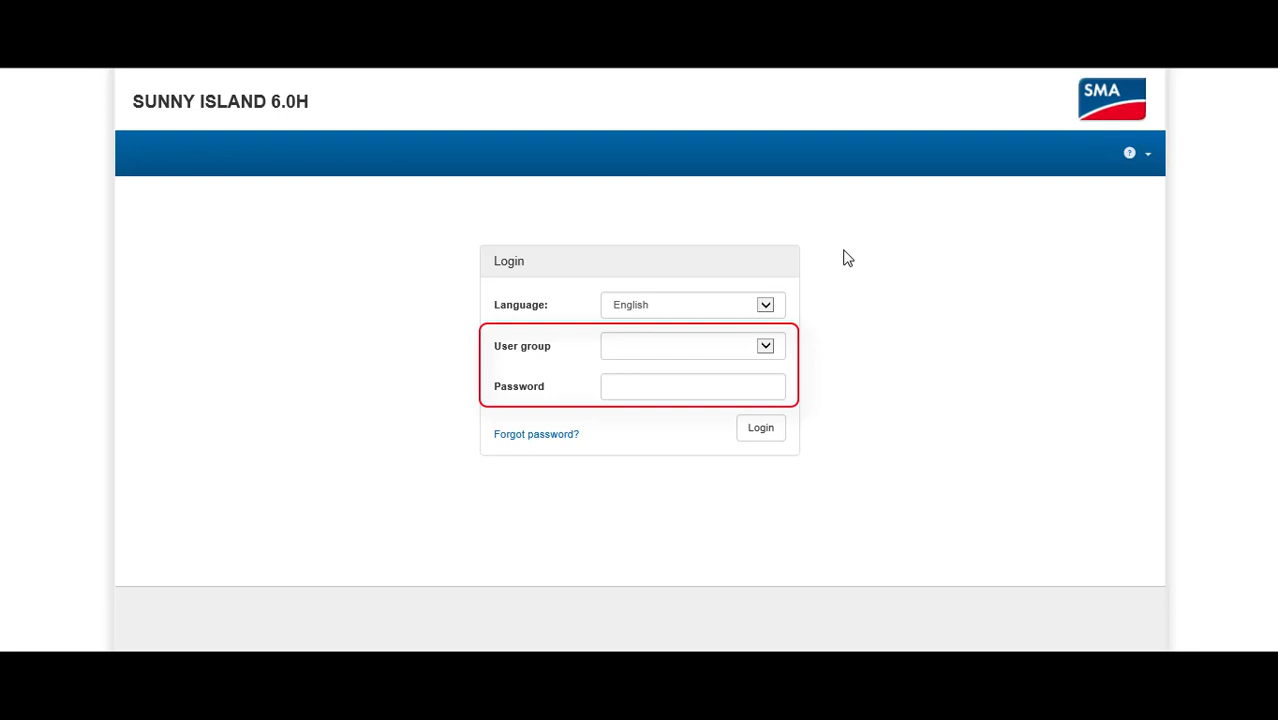 SUNNY ISLAND 6.0H
SMA
?
Login
Language:
English
User group
Password
Forgot password?
Login